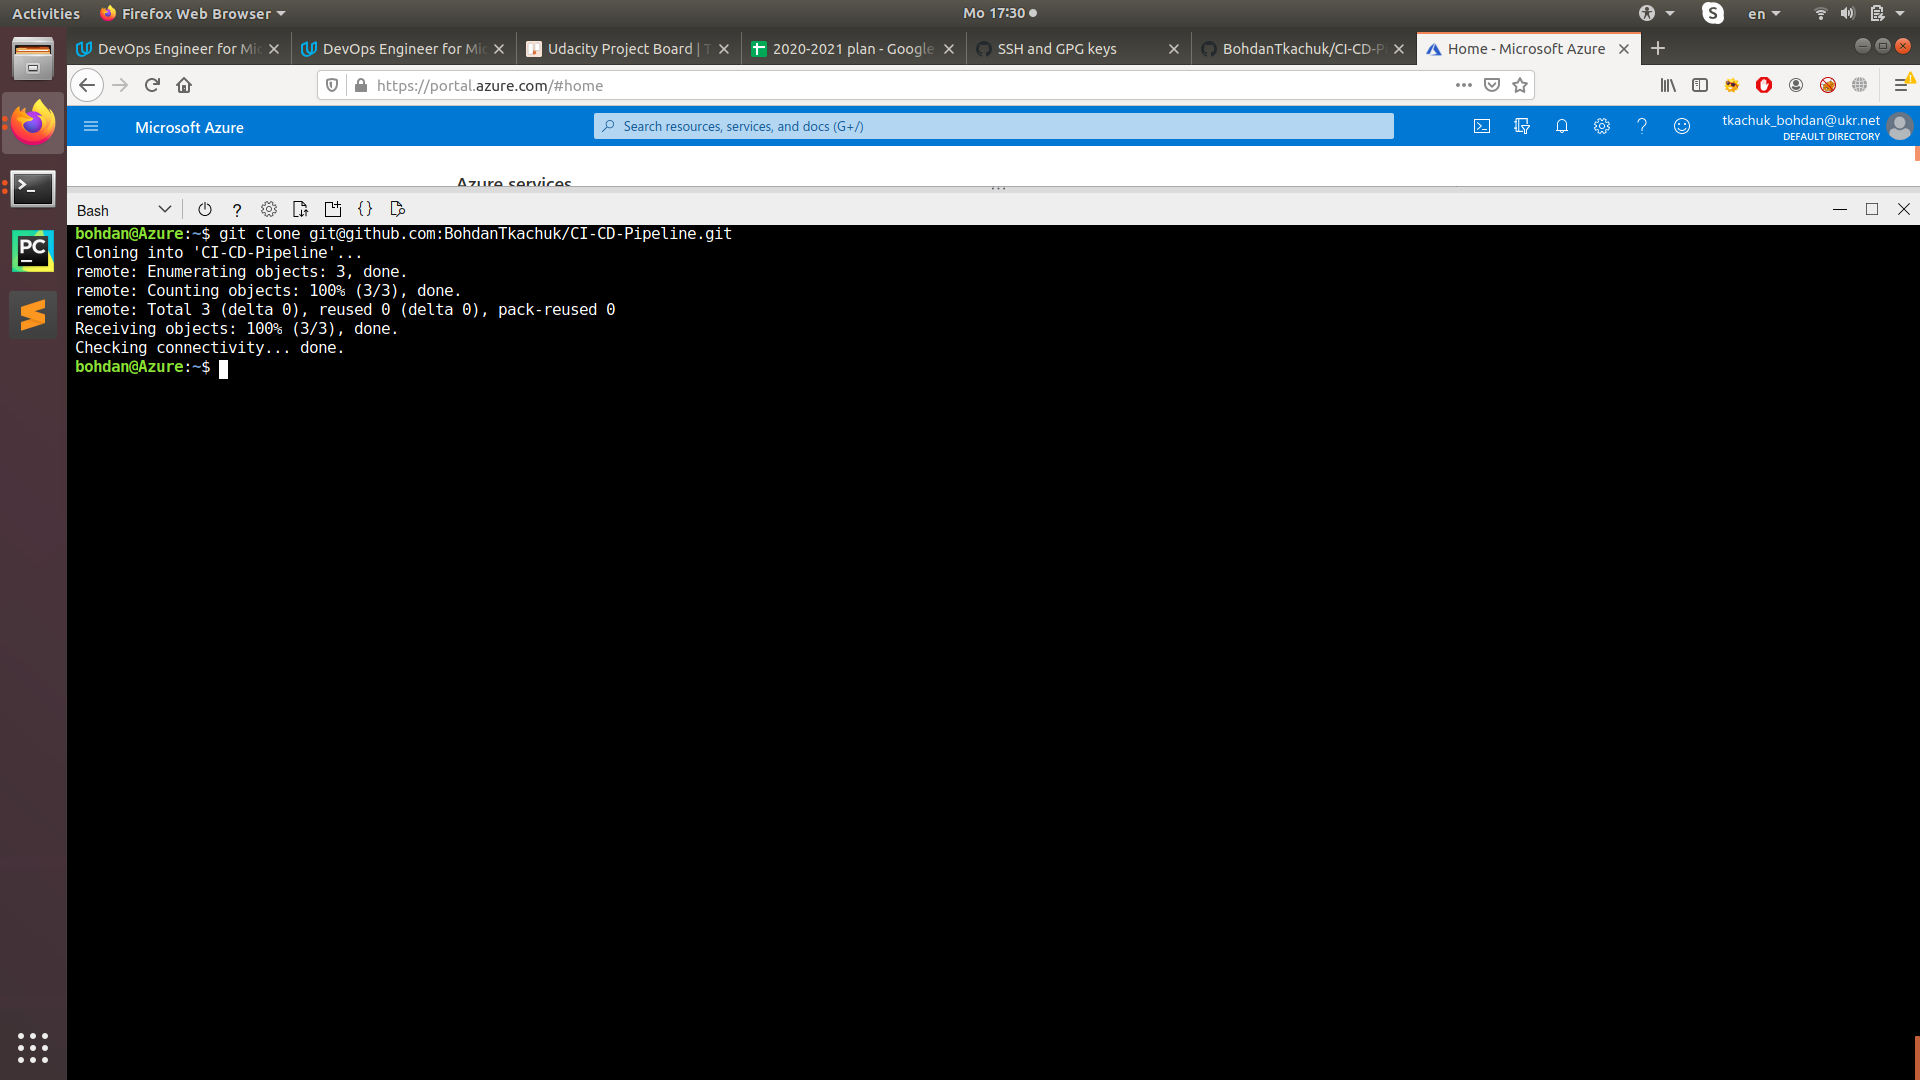 Activities Firefox Web Browser Mo 17:30 en
DevOps Engineer for Mic DevOps Engineer for Mic Udacity Project Board | T 2020-2021 plan - Google SSH and GPG keys BohdanTkachuk/CI-CD-P Home - Microsoft Azure
https://portal.azure.com/#home
Microsoft Azure Search resources, services, and docs (G+/) tkachuk_bohdan@ukr.net
DEFAULT DIRECTORY
Azure services
Bash
bohdan@Azure:~$ git clone git@github.com:BohdanTkachuk/CI-CD-Pipeline.git
Cloning into 'CI-CD-Pipeline'...
remote: Enumerating objects: 3, done.
remote: Counting objects: 100% (3/3), done.
remote: Total 3 (delta 0), reused 0 (delta 0), pack-reused 0
Receiving objects: 100% (3/3), done.
Checking connectivity... done.
bohdan@Azure:~$
PC